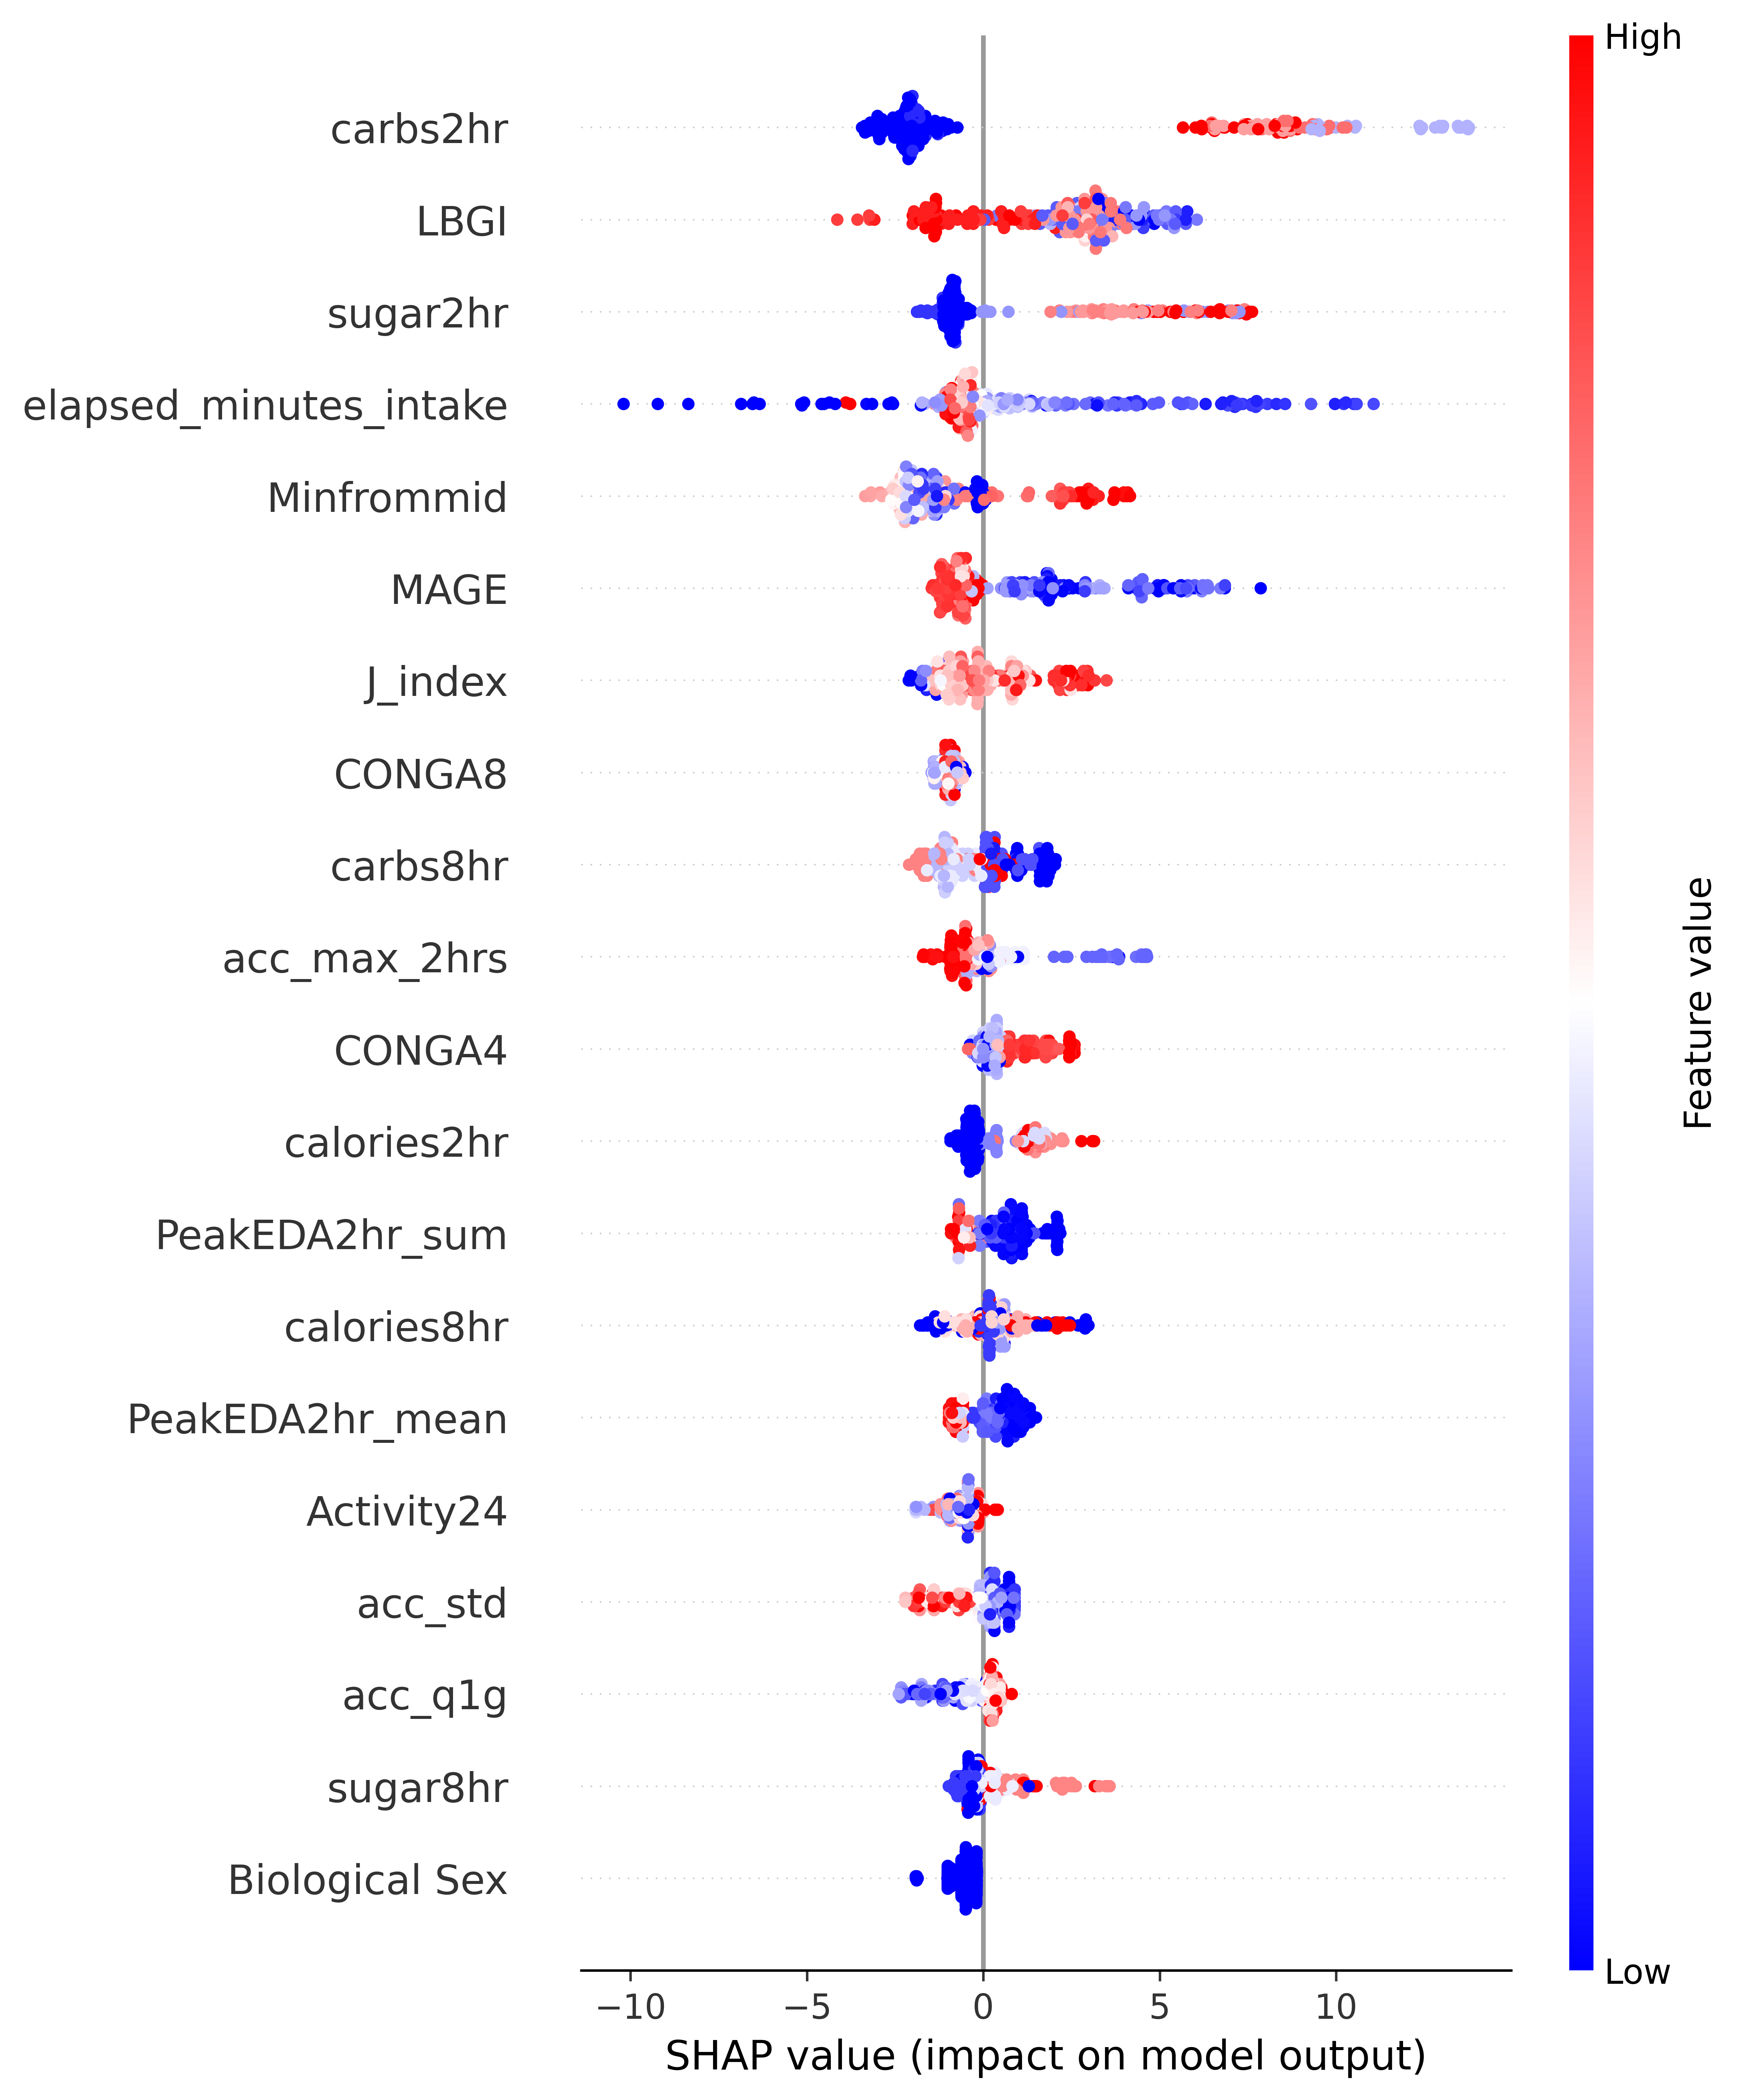 High
carbs2hr
LBGI
sugar2hr
elapsed_minutes_intake
Minfrommid
MAGE
J_index
CONGA8
carbs8hr
acc_max_2hrs
CONGA4
calories2hr
PeakEDA2hr_sum
calories8hr
PeakEDA2hr_mean
Activity24
acc_std
acc_q1g
sugar8hr
Biological Sex
Feature value
Low
−10 −5 0 5 10
SHAP value (impact on model output)